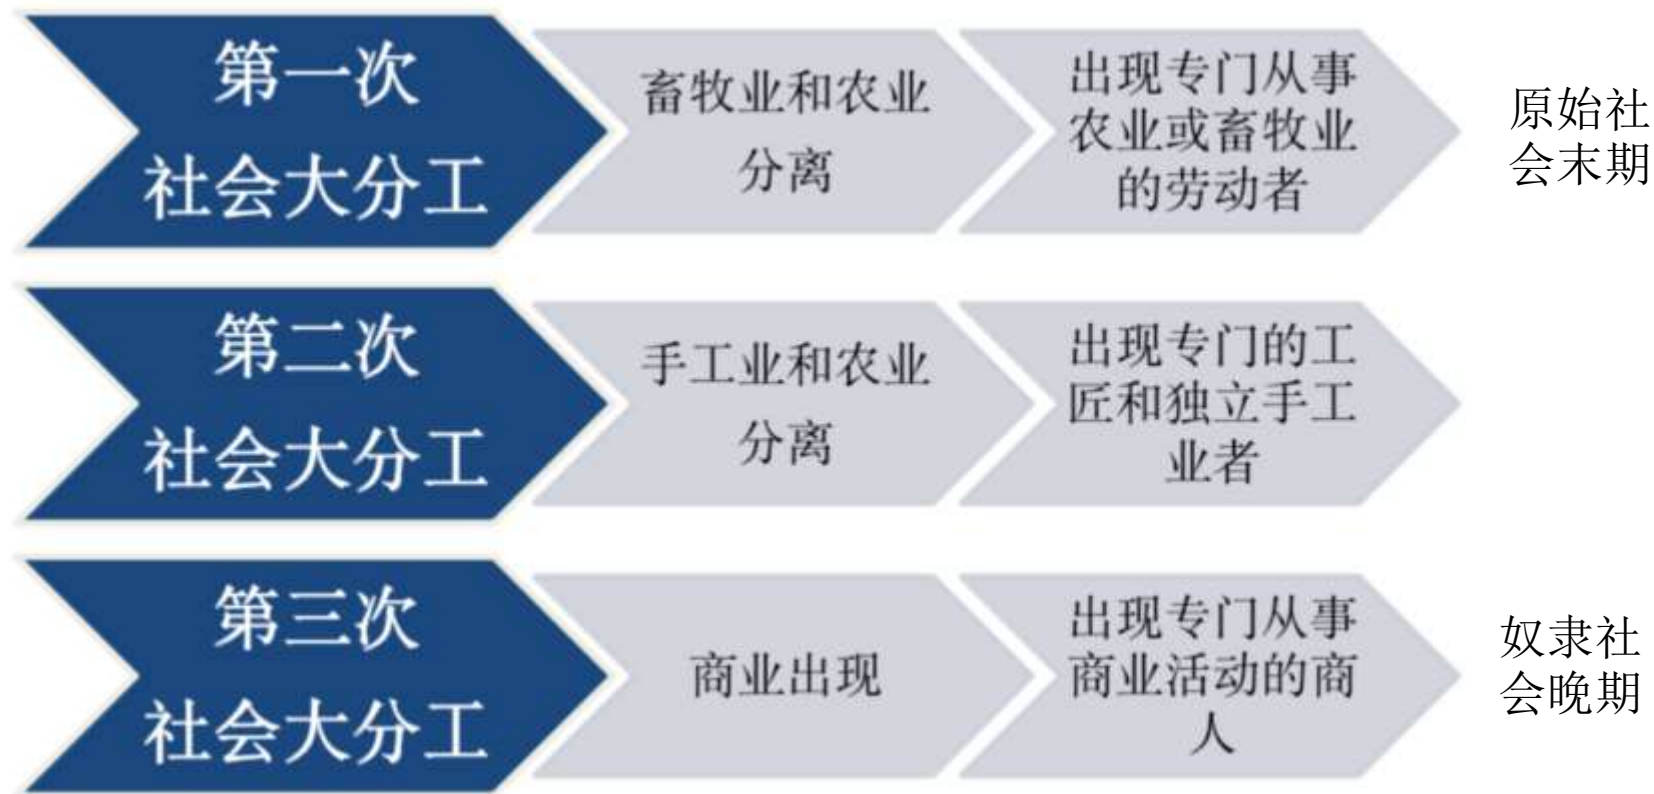 第一次
社会大分工
畜牧业和农业
分离
出现专门从事
农业或畜牧业
的劳动者
原始社
会末期
第二次
社会大分工
手工业和农业
分离
出现专门的工
匠和独立手工
业者
第三次
社会大分工
商业出现
出现专门从事
商业活动的商
人
奴隶社
会晚期